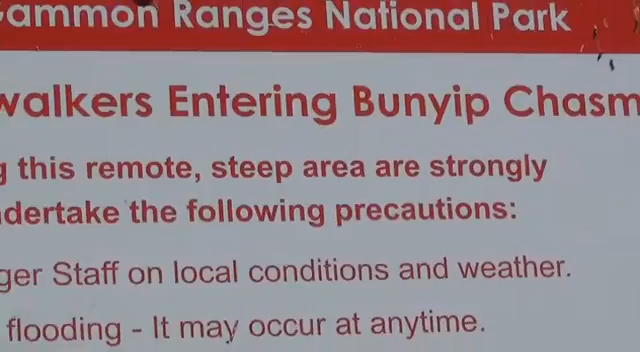 Gammon Ranges National Park
walkers Entering Bunyip Chasm
g this remote, steep area are strongly
dertake the following precautions:
ger Staff on local conditions and weather.
flooding - It may occur at anytime.